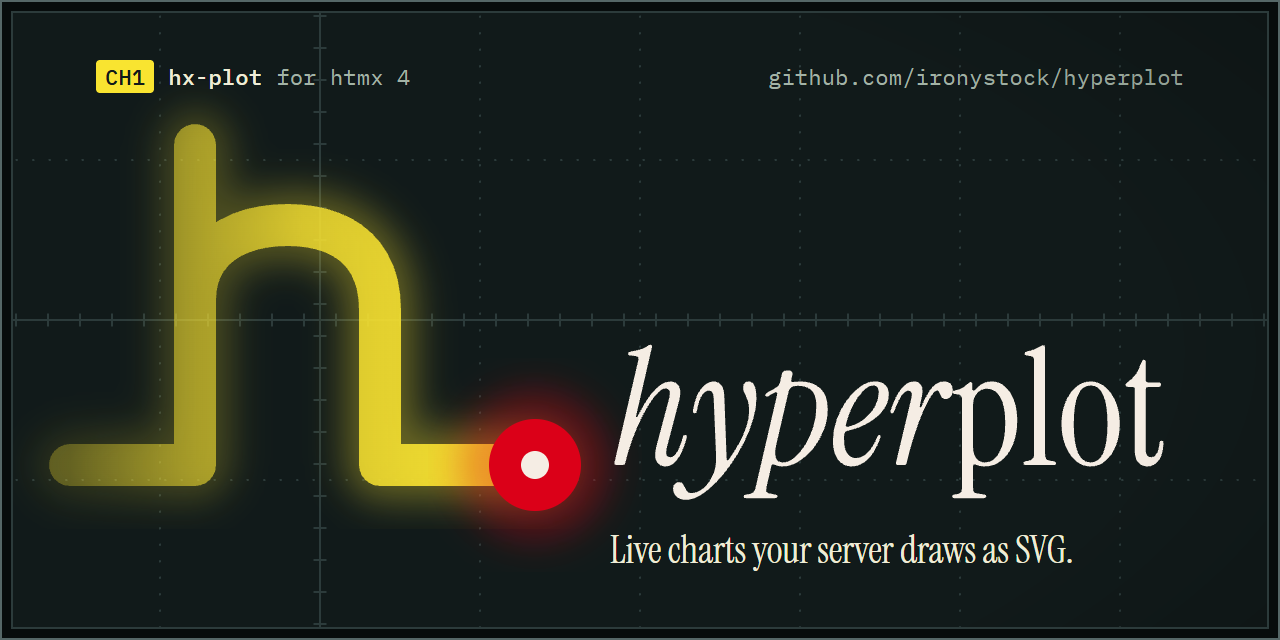 CH1 hx-plot for htmx 4
github.com/ironystock/hyperplot
hyperplot
Live charts your server draws as SVG.